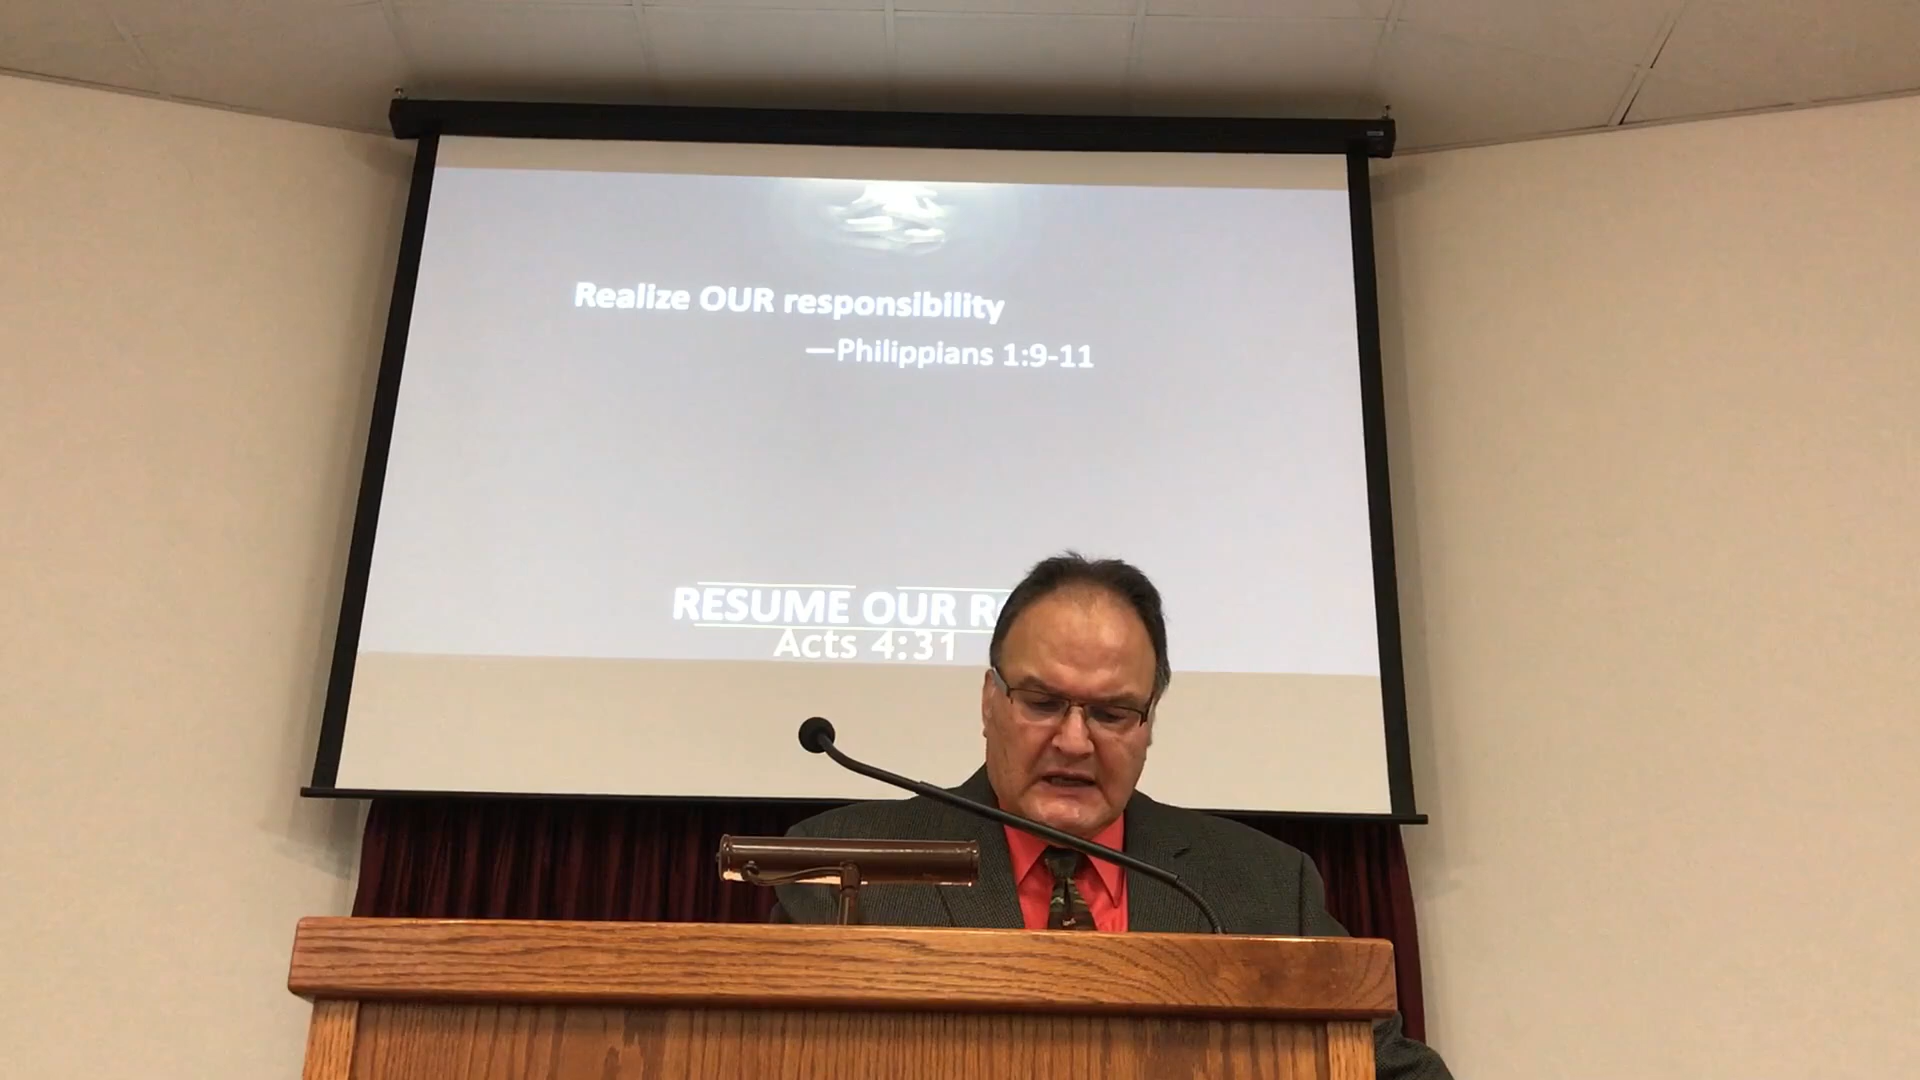 Realize OUR responsibility
—Philippians 1:9-11
RESUME OUR
Acts 4:31